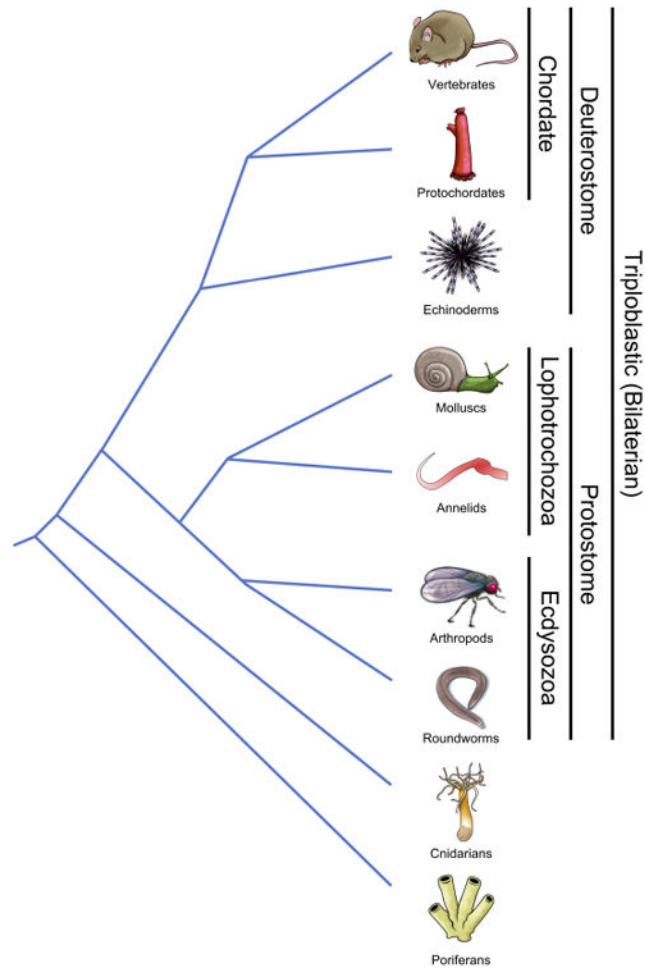 Vertebrates
Protochordates
Echinoderms
Molluscs
Annelids
Arthropods
Roundworms
Cnidarians
Poriferans
Chordate
Lophotrochozoa
Ecdysozoa
Deuterostome
Protostome
Triploblastic (Bilaterian)